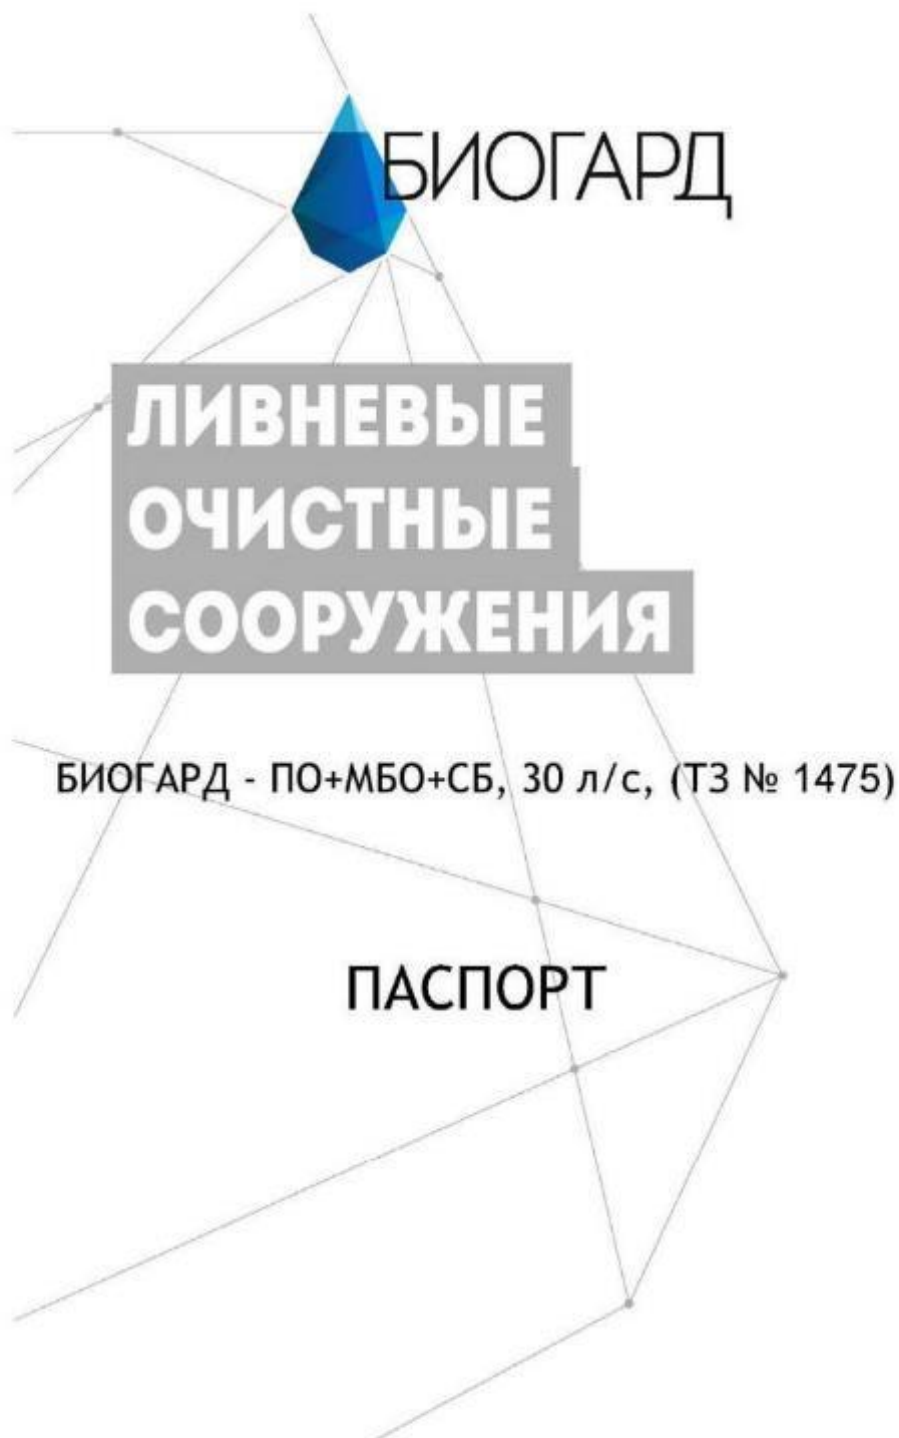 БИОГАРД
ЛИВНЕВЫЕ
ОЧИСТНЫЕ
СООРУЖЕНИЯ
БИОГАРД - ПО+МБО+СБ, 30 л/с, (ТЗ № 1475)
ПАСПОРТ